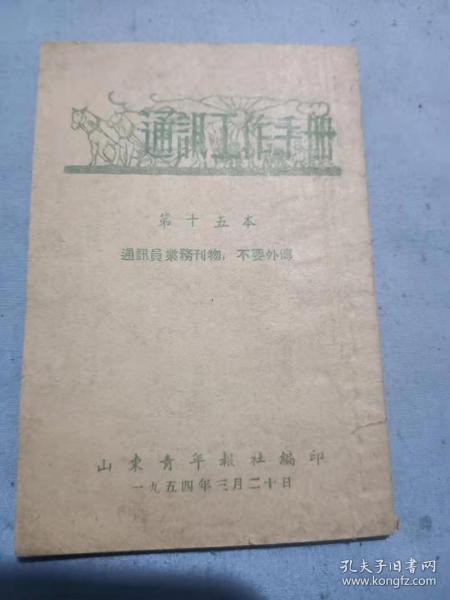 通訊工作手册
第十五本
通訊員業務刊物，不要外傳
山東青年報社編印
一九五四年三月二十日
孔夫子旧书网
www.kongfz.com